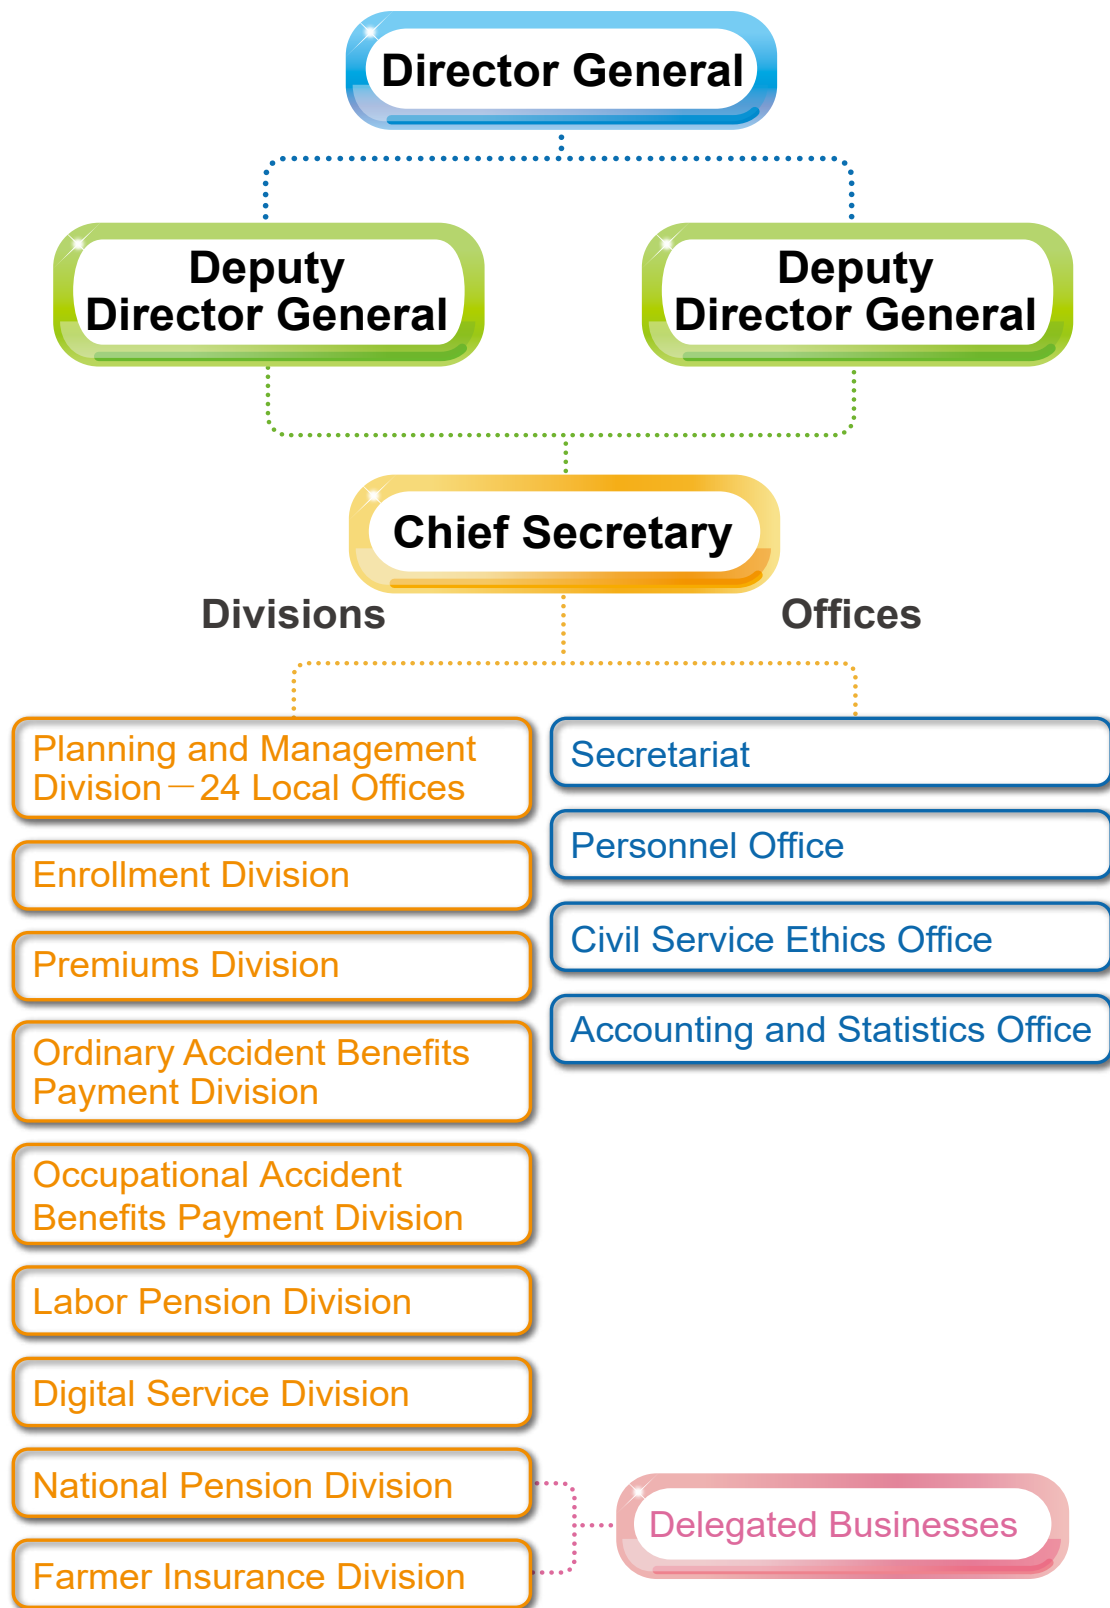 Director General
Deputy
Director General
Deputy
Director General
Chief Secretary
Divisions
Offices
Planning and Management
Division－24 Local Offices
Enrollment Division
Premiums Division
Ordinary Accident Benefits
Payment Division
Occupational Accident
Benefits Payment Division
Labor Pension Division
Digital Service Division
National Pension Division
Farmer Insurance Division
Secretariat
Personnel Office
Civil Service Ethics Office
Accounting and Statistics Office
Delegated Businesses